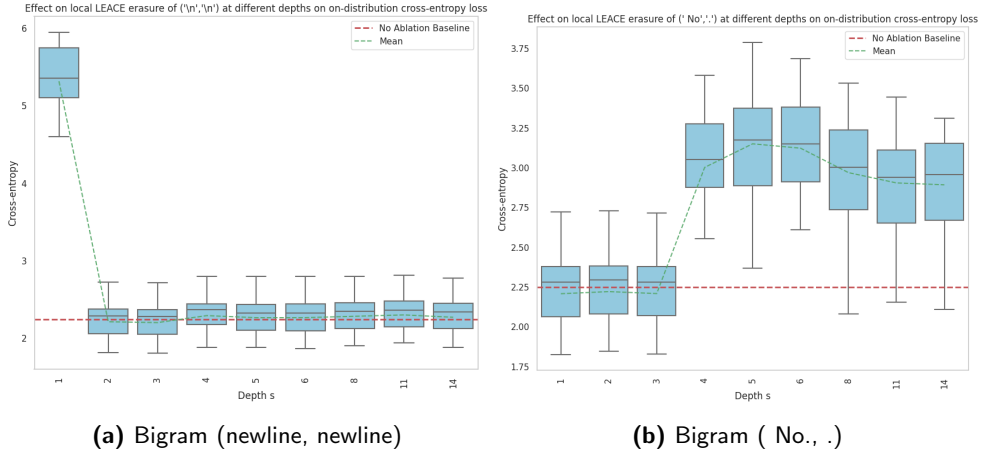 Effect on local LEACE erasure of ('\n','\n') at different depths on on-distribution cross-entropy loss
No Ablation Baseline
Mean
6
5
4
3
2
Cross-entropy
1
2
3
4
5
6
8
11
14
Depth s
(a) Bigram (newline, newline)
Effect on local LEACE erasure of (' No','.') at different depths on on-distribution cross-entropy loss
No Ablation Baseline
Mean
3.75
3.50
3.25
3.00
2.75
2.50
2.25
2.00
1.75
Cross-entropy
1
2
3
4
5
6
8
11
14
Depth s
(b) Bigram ( No., .)